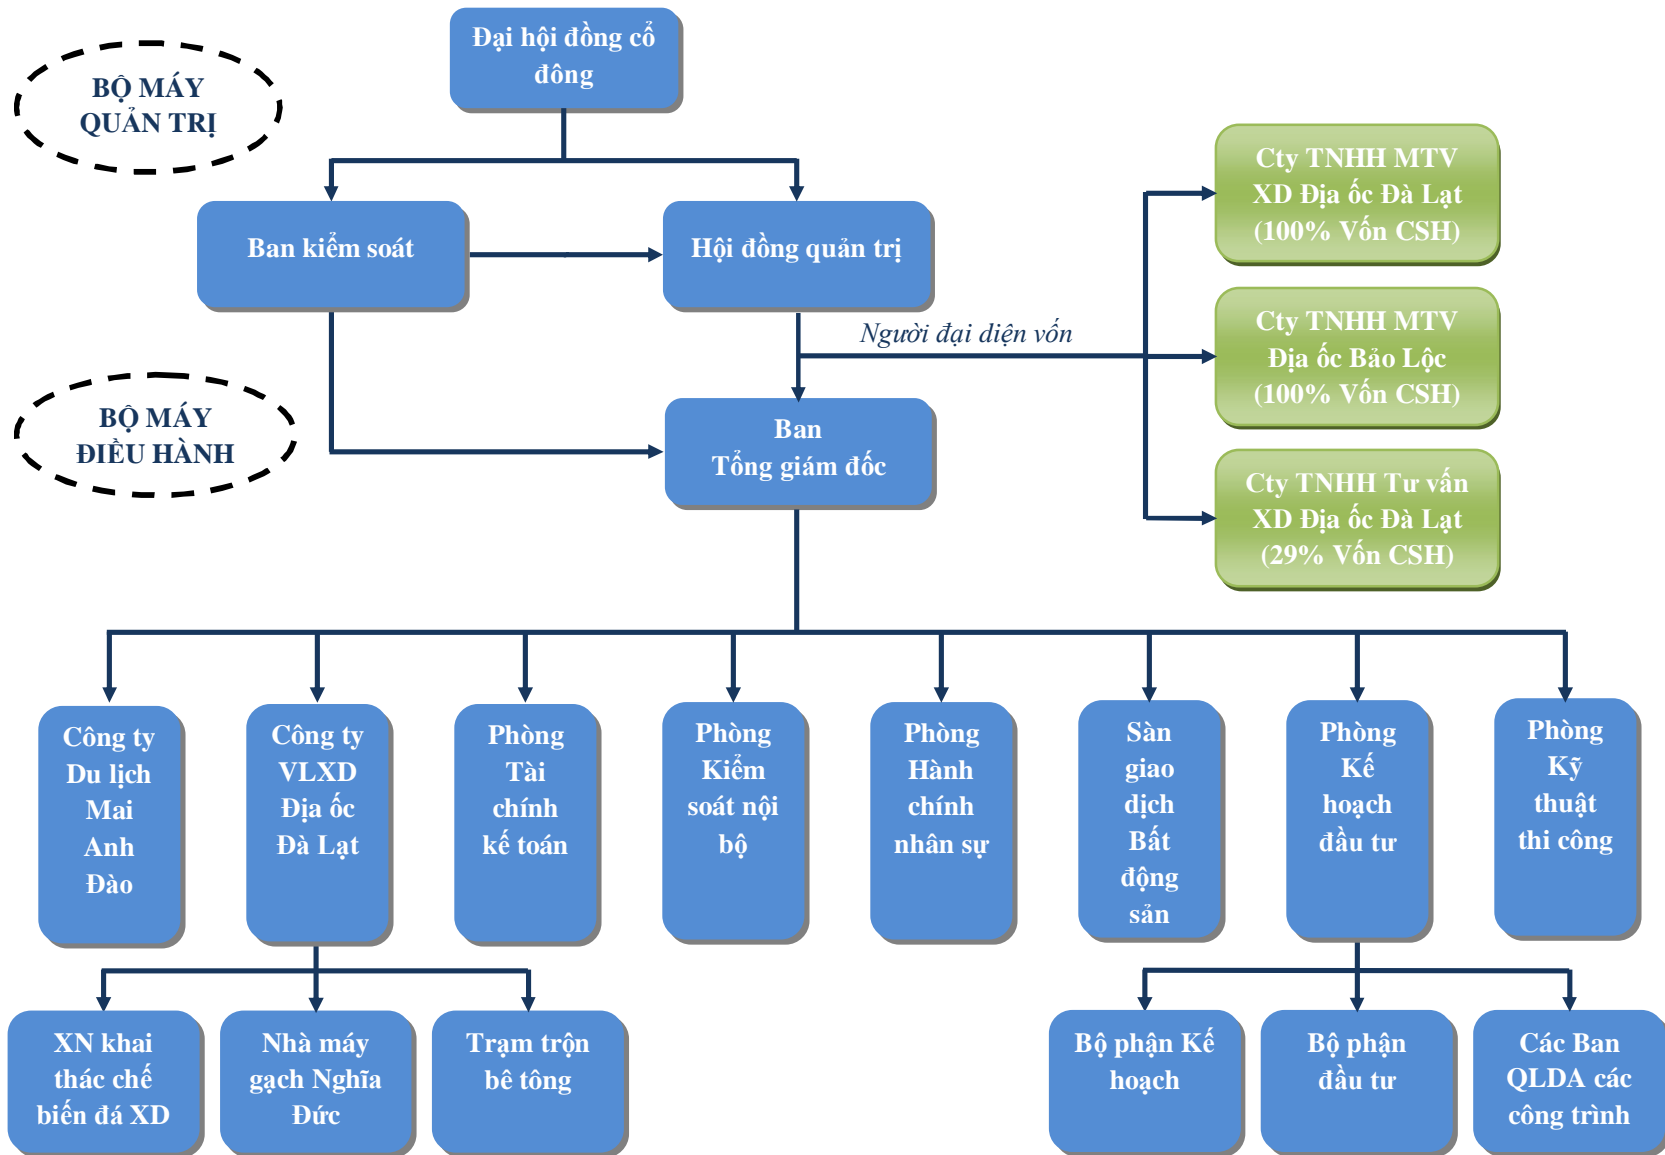 Đại hội đồng cổ
đông
BỘ MÁY
QUẢN TRỊ
Cty TNHH MTV
XD Địa ốc Đà Lạt
(100% Vốn CSH)
Ban kiểm soát
Hội đồng quản trị
Người đại diện vốn
Cty TNHH MTV
Địa ốc Bảo Lộc
(100% Vốn CSH)
BỘ MÁY
ĐIỀU HÀNH
Ban
Tổng giám đốc
Cty TNHH Tư vấn
XD Địa ốc Đà Lạt
(29% Vốn CSH)
Công ty
Du lịch
Mai
Anh
Đào
Công ty
VLXD
Địa ốc
Đà Lạt
Phòng
Tài
chính
kế toán
Phòng
Kiểm
soát nội
bộ
Phòng
Hành
chính
nhân sự
Sàn
giao
dịch
Bất
động
sản
Phòng
Kế
hoạch
đầu tư
Phòng
Kỹ
thuật
thi công
XN khai
thác chế
biến đá XD
Nhà máy
gạch Nghĩa
Đức
Trạm trộn
bê tông
Bộ phận Kế
hoạch
Bộ phận
đầu tư
Các Ban
QLDA các
công trình